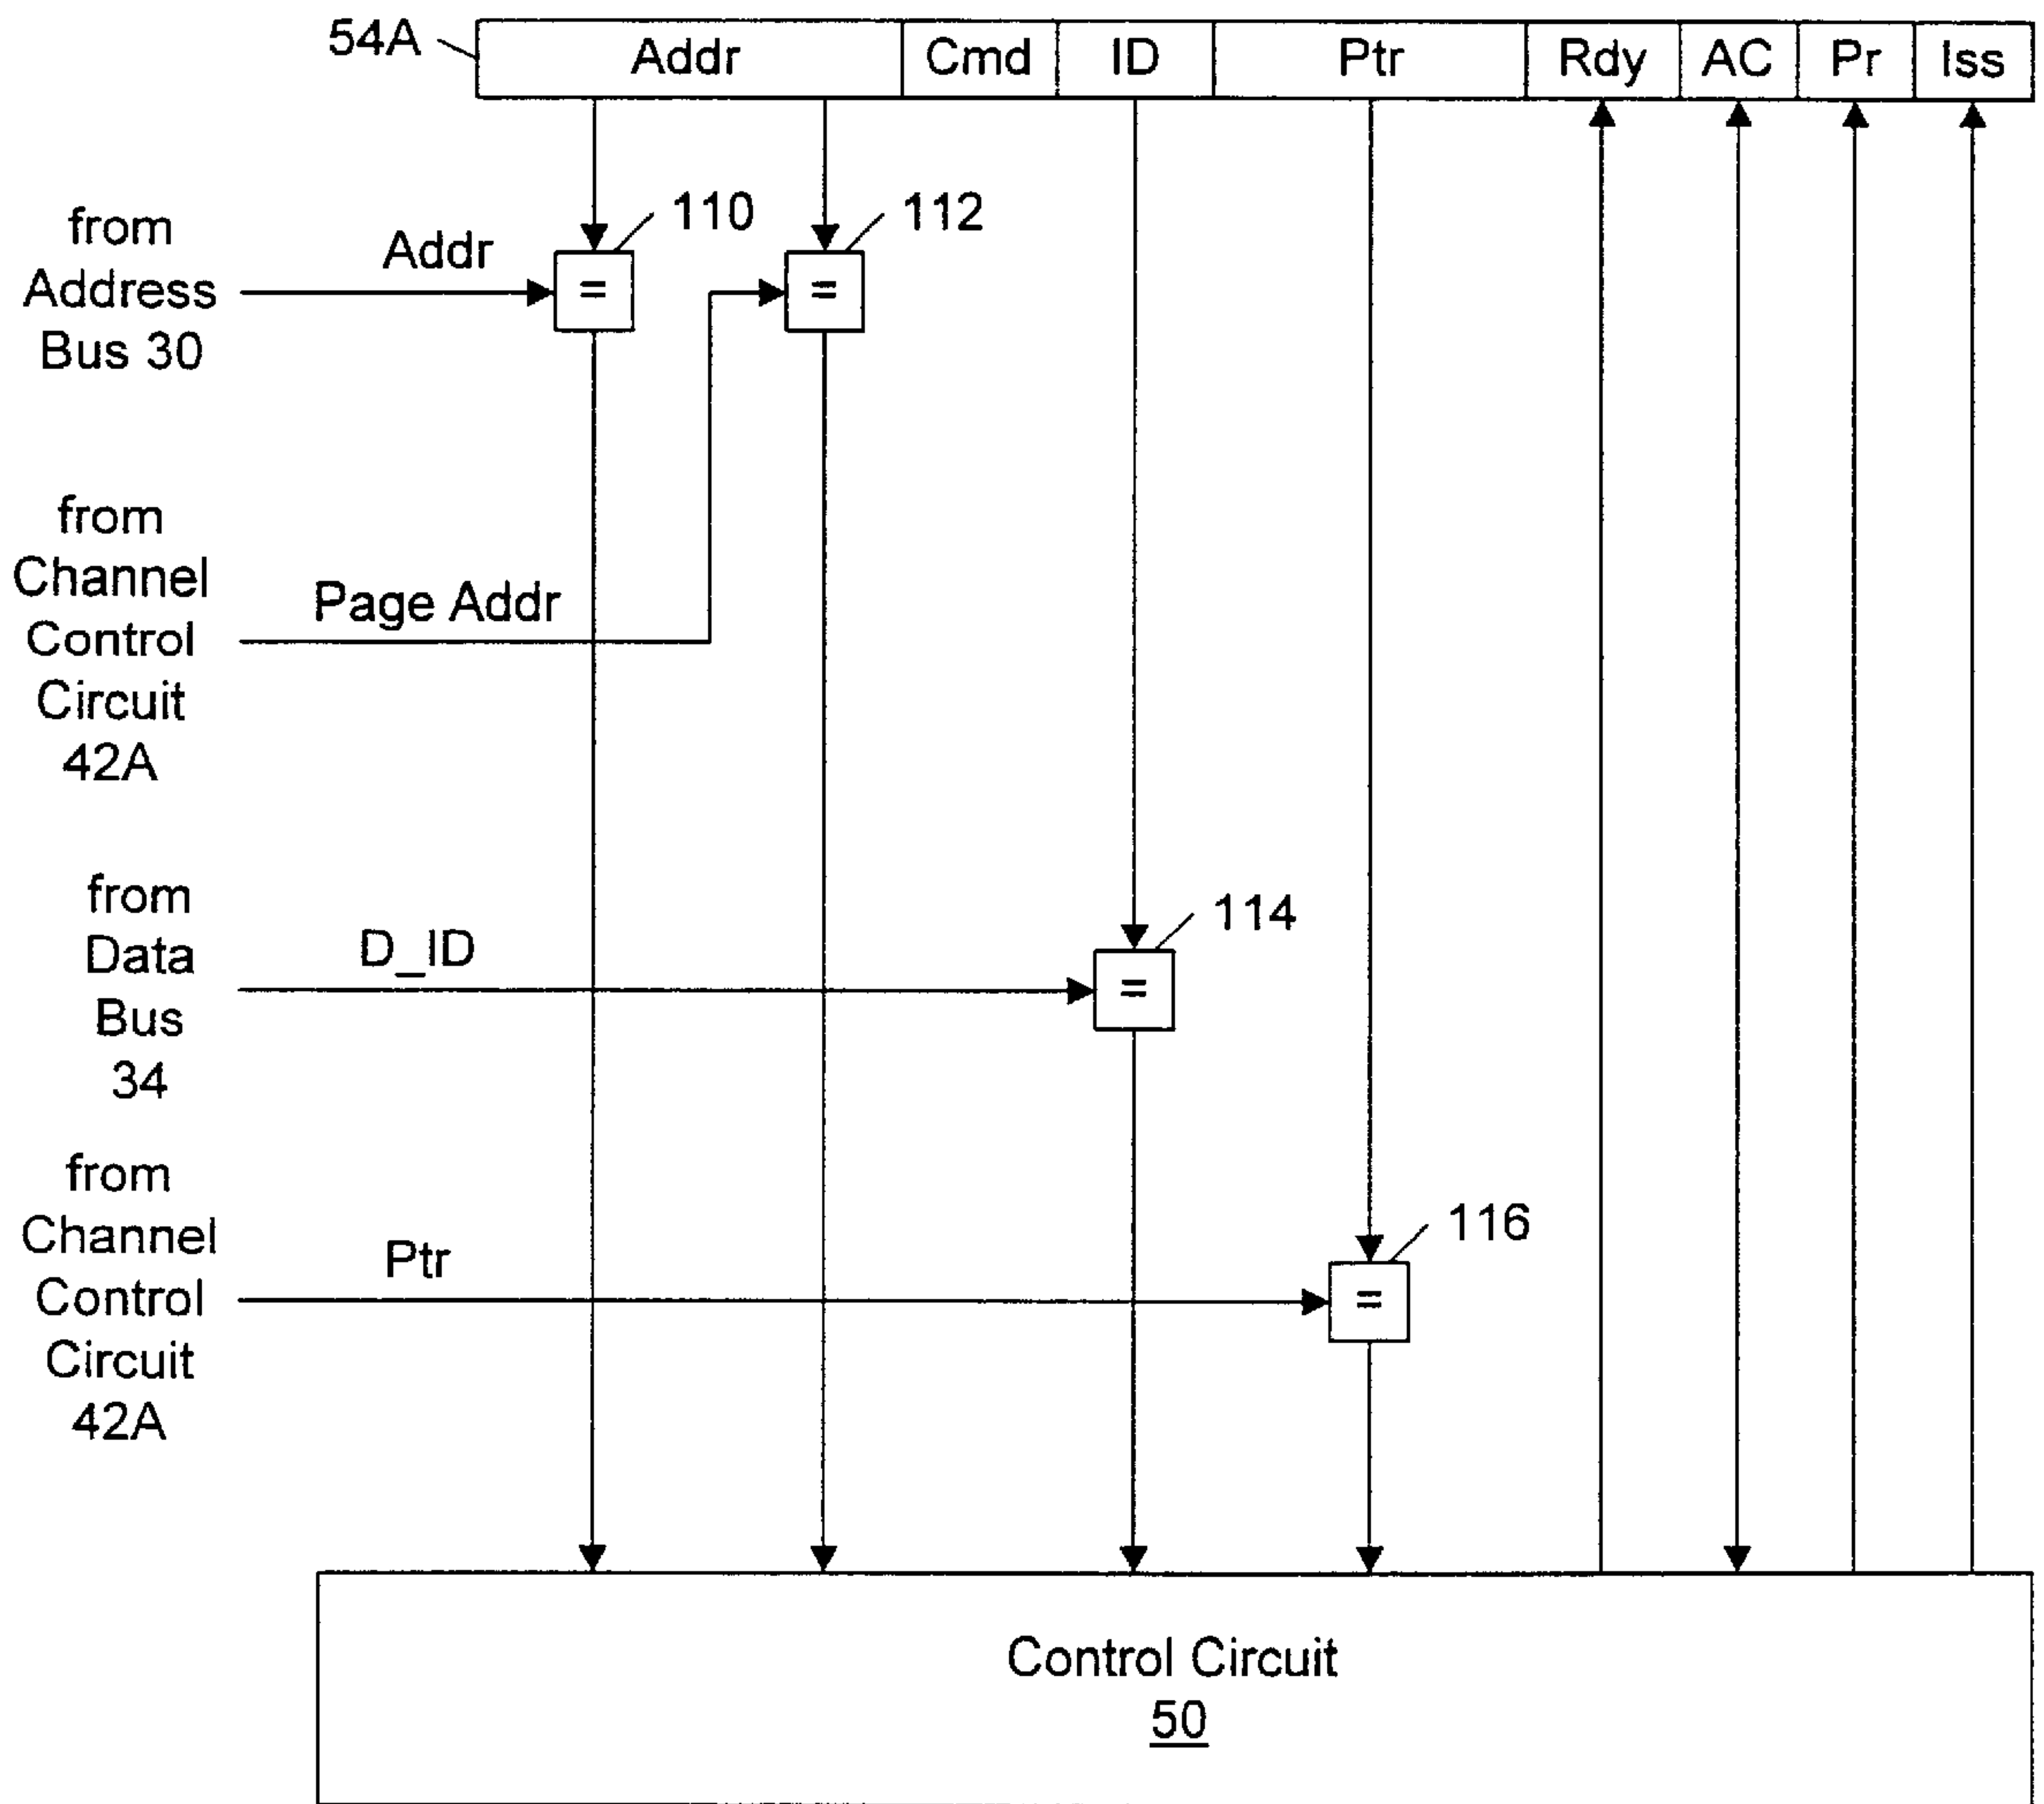 54A
Addr Cmd ID Ptr Rdy AC Pr Iss
110
112
from
Address
Bus 30
Addr
=
=
from
Channel
Control
Circuit
42A
Page Addr
from
Data
Bus
34
D_ID
114
=
from
Channel
Control
Circuit
42A
Ptr
116
=
Control Circuit
50